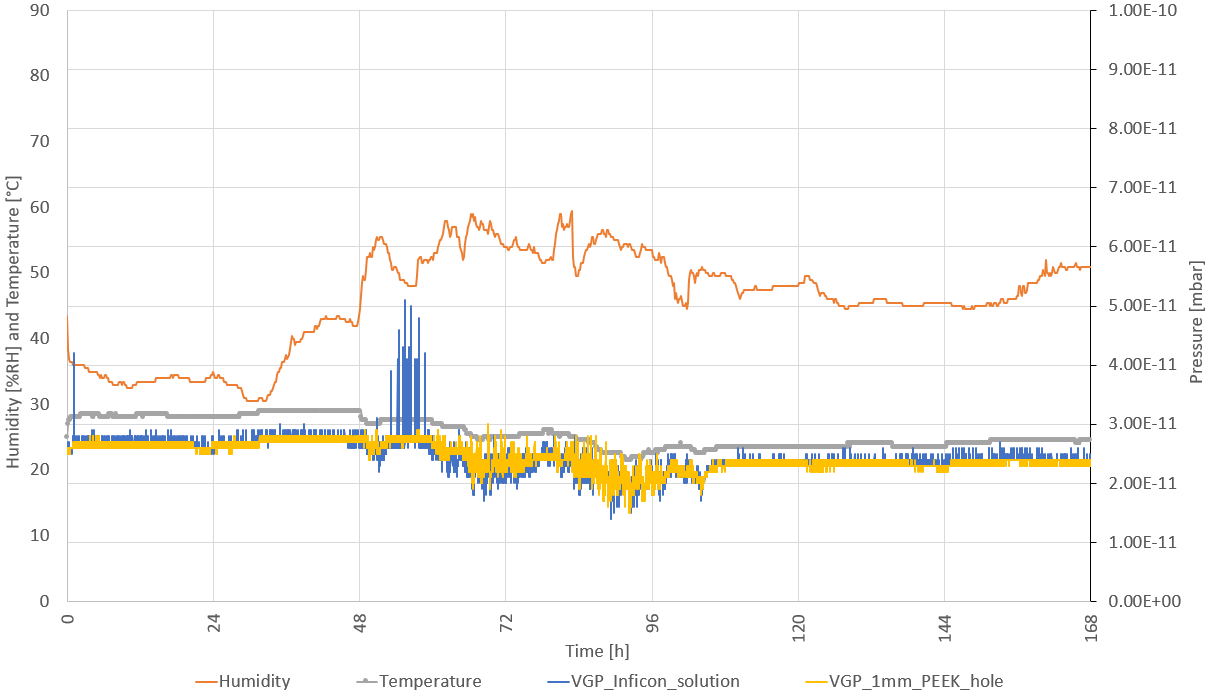 90
80
70
60
50
40
30
20
10
0
Humidity [%RH] and Temperature [°C]
1.00E-10
9.00E-11
8.00E-11
7.00E-11
6.00E-11
5.00E-11
4.00E-11
3.00E-11
2.00E-11
1.00E-11
0.00E+00
Pressure [mbar]
0 24 48 72 96 120 144 168
Time [h]
Humidity Temperature VGP_Inficon_solution VGP_1mm_PEEK_hole